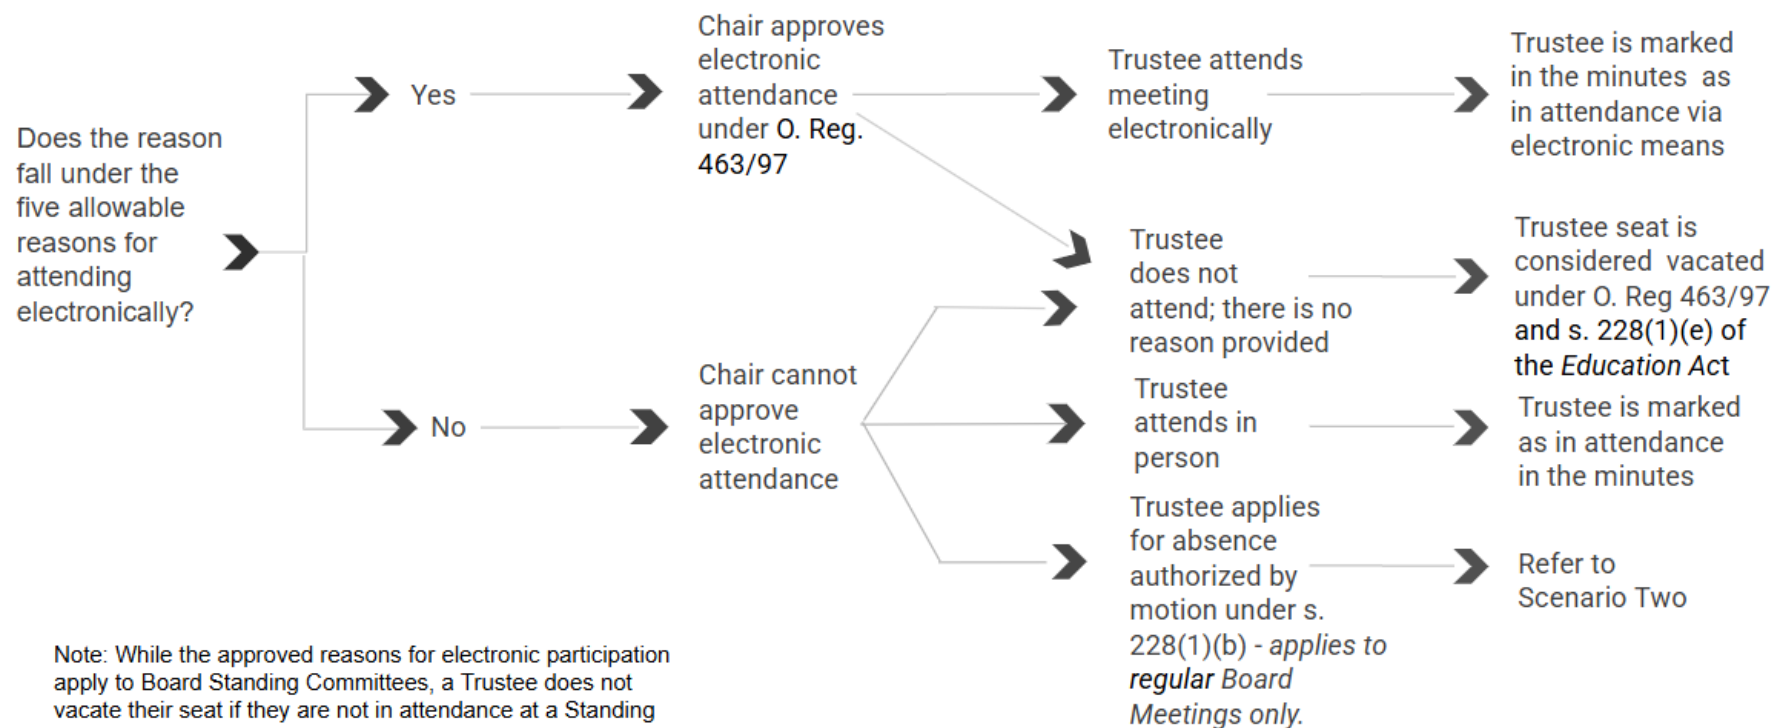 Does the reason
fall under the
five allowable
reasons for
attending
electronically?
Yes
Chair approves
electronic
attendance
under O. Reg.
463/97
Trustee attends
meeting
electronically
Trustee is marked
in the minutes as
in attendance via
electronic means
Trustee
does not
attend; there is no
reason provided
Trustee seat is
considered vacated
under O. Reg 463/97
and s. 228(1)(e) of
the Education Act
No
Chair cannot
approve
electronic
attendance
Trustee
attends in
person
Trustee is marked
as in attendance
in the minutes
Trustee applies
for absence
authorized by
motion under s.
228(1)(b) - applies to
regular Board
Meetings only.
Refer to
Scenario Two
Note: While the approved reasons for electronic participation
apply to Board Standing Committees, a Trustee does not
vacate their seat if they are not in attendance at a Standing